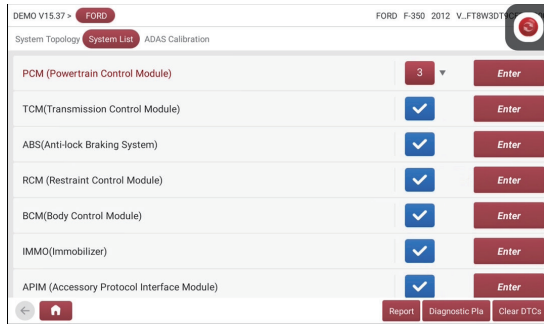 DEMO V15.37 > FORD FORD F-350 2012
System Topology System List ADAS Calibration
PCM (Powertrain Control Module) 3 ▼ Enter
TCM(Transmission Control Module) Enter
ABS(Anti-lock Braking System) Enter
RCM (Restraint Control Module) Enter
BCM(Body Control Module) Enter
IMMO(Immobilizer) Enter
APIM (Accessory Protocol Interface Module) Enter
Report Diagnostic Pla Clear DTCs